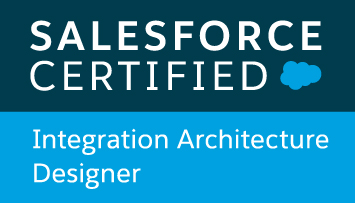 SALESFORCE
CERTIFIED
Integration Architecture
Designer